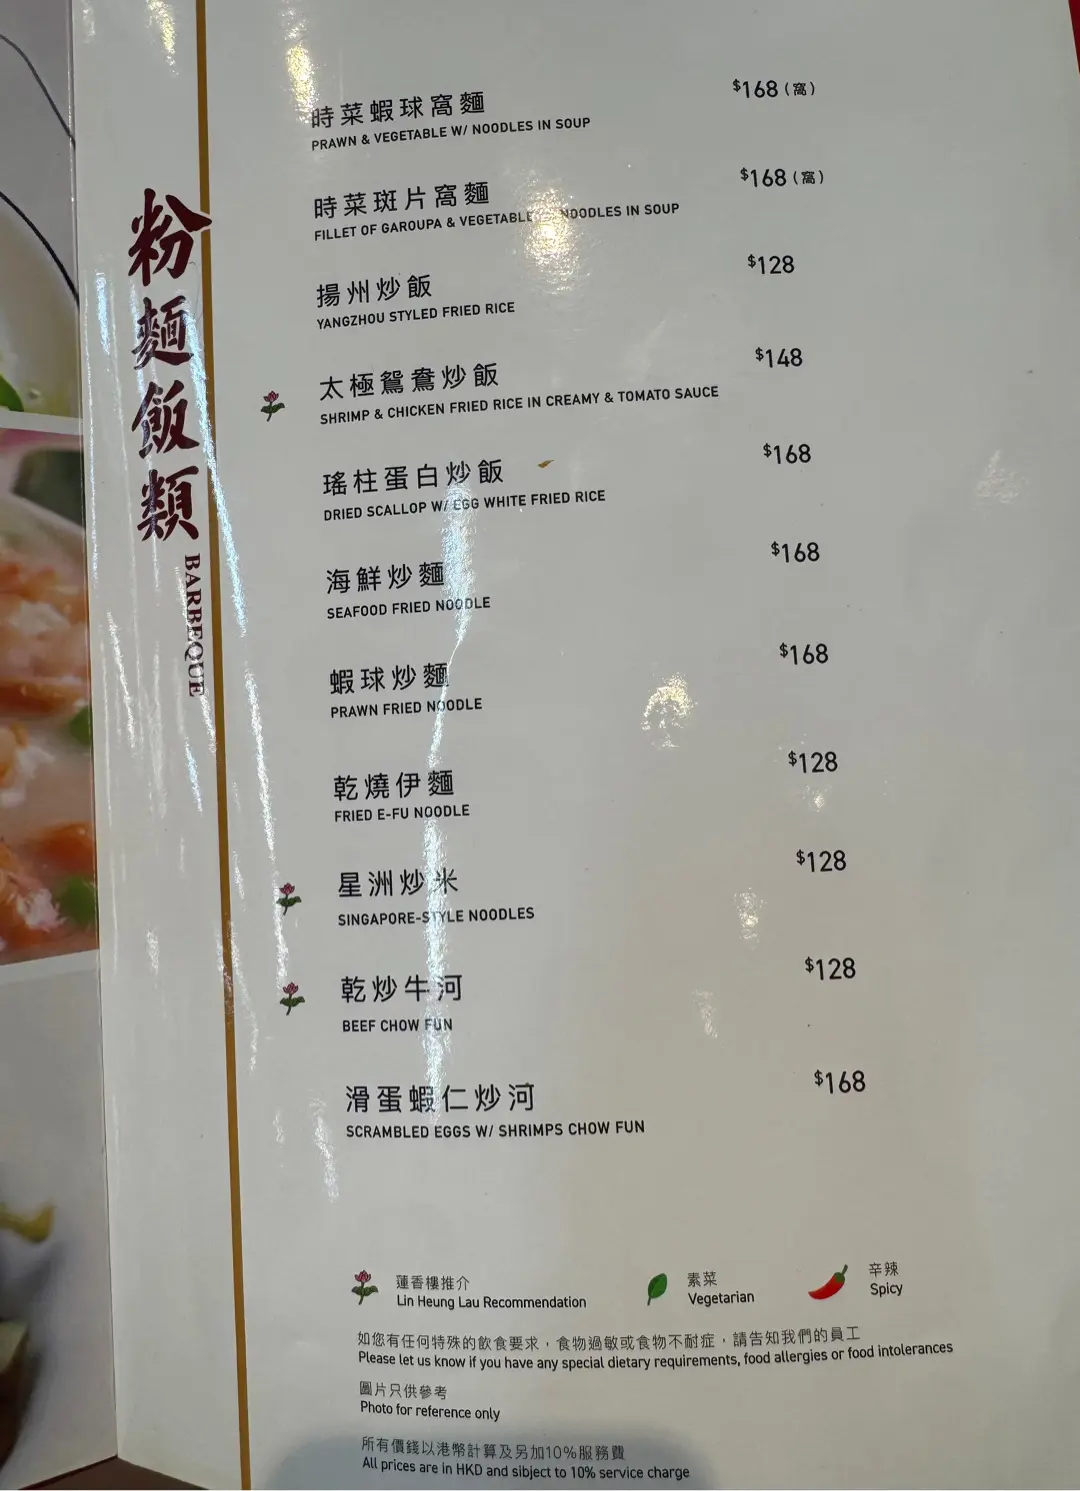 粉麵飯類
BARBEQUE
時菜蝦球窩麵 $168（窩）
PRAWN & VEGETABLE W/ NOODLES IN SOUP
時菜斑片窩麵 $168（窩）
FILLET OF GAROUPA & VEGETABLE NOODLES IN SOUP
揚州炒飯 $128
YANGZHOU STYLED FRIED RICE
太極鴛鴦炒飯 $148
SHRIMP & CHICKEN FRIED RICE IN CREAMY & TOMATO SAUCE
瑤柱蛋白炒飯 $168
DRIED SCALLOP W/ EGG WHITE FRIED RICE
海鮮炒麵 $168
SEAFOOD FRIED NOODLE
蝦球炒麵 $168
PRAWN FRIED NOODLE
乾燒伊麵 $128
FRIED E-FU NOODLE
星洲炒米 $128
SINGAPORE-STYLE NOODLES
乾炒牛河 $128
BEEF CHOW FUN
滑蛋蝦仁炒河 $168
SCRAMBLED EGGS W/ SHRIMPS CHOW FUN
蓮香樓推介 素菜 辛辣
Lin Heung Lau Recommendation Vegetarian Spicy
如您有任何特殊的飲食要求，食物過敏或食物不耐症，請告知我們的員工
Please let us know if you have any special dietary requirements, food allergies or food intolerances
圖片只供參考
Photo for reference only
所有價錢以港幣計算及另加10%服務費
All prices are in HKD and sibject to 10% service charge